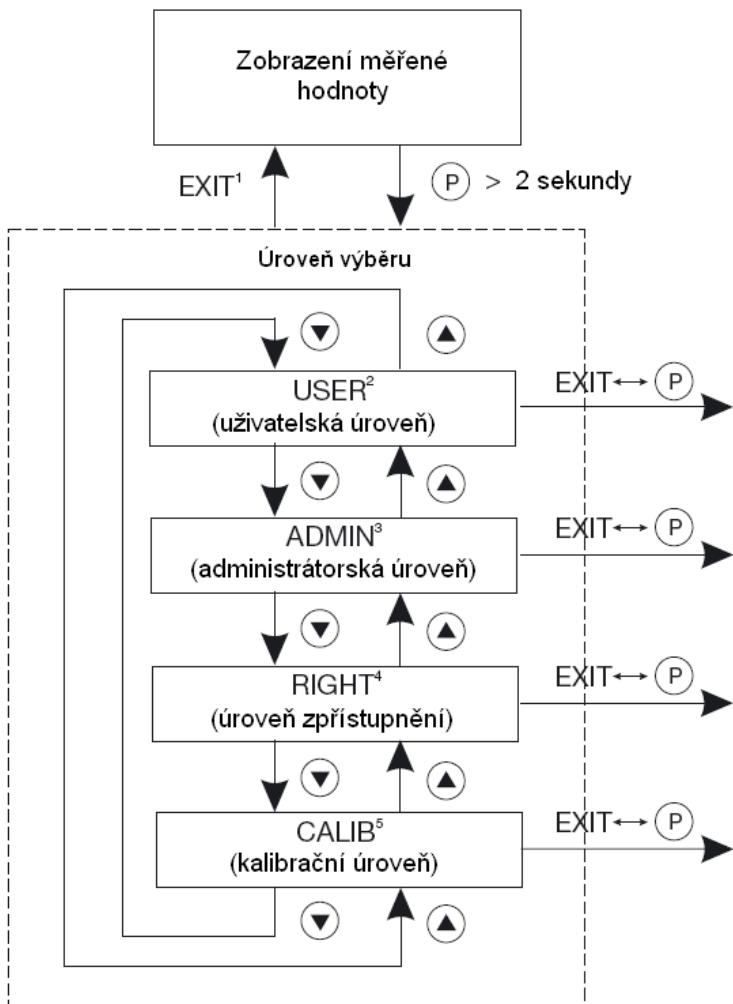 Zobrazení měřené
hodnoty
EXIT¹
P > 2 sekundy
Úroveň výběru
USER²
(uživatelská úroveň)
EXIT↔P
ADMIN³
(administrátorská úroveň)
EXIT↔P
RIGHT⁴
(úroveň zpřístupnění)
EXIT↔P
CALIB⁵
(kalibrační úroveň)
EXIT↔P